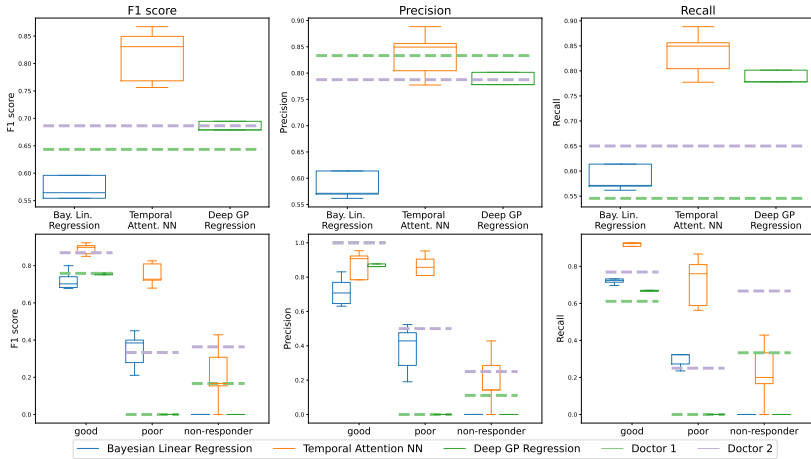 F1 score
Precision
Recall
F1 score
0.85
0.80
0.75
0.70
0.65
0.60
0.55
Bay. Lin.
Regression
Temporal
Attent. NN
Deep GP
Regression
Precision
0.90
0.85
0.80
0.75
0.70
0.65
0.60
0.55
Bay. Lin.
Regression
Temporal
Attent. NN
Deep GP
Regression
Recall
0.90
0.85
0.80
0.75
0.70
0.65
0.60
0.55
Bay. Lin.
Regression
Temporal
Attent. NN
Deep GP
Regression
F1 score
0.8
0.6
0.4
0.2
0.0
good
poor
non-responder
Precision
1.0
0.8
0.6
0.4
0.2
0.0
good
poor
non-responder
Recall
0.8
0.6
0.4
0.2
0.0
good
poor
non-responder
Bayesian Linear Regression
Temporal Attention NN
Deep GP Regression
Doctor 1
Doctor 2